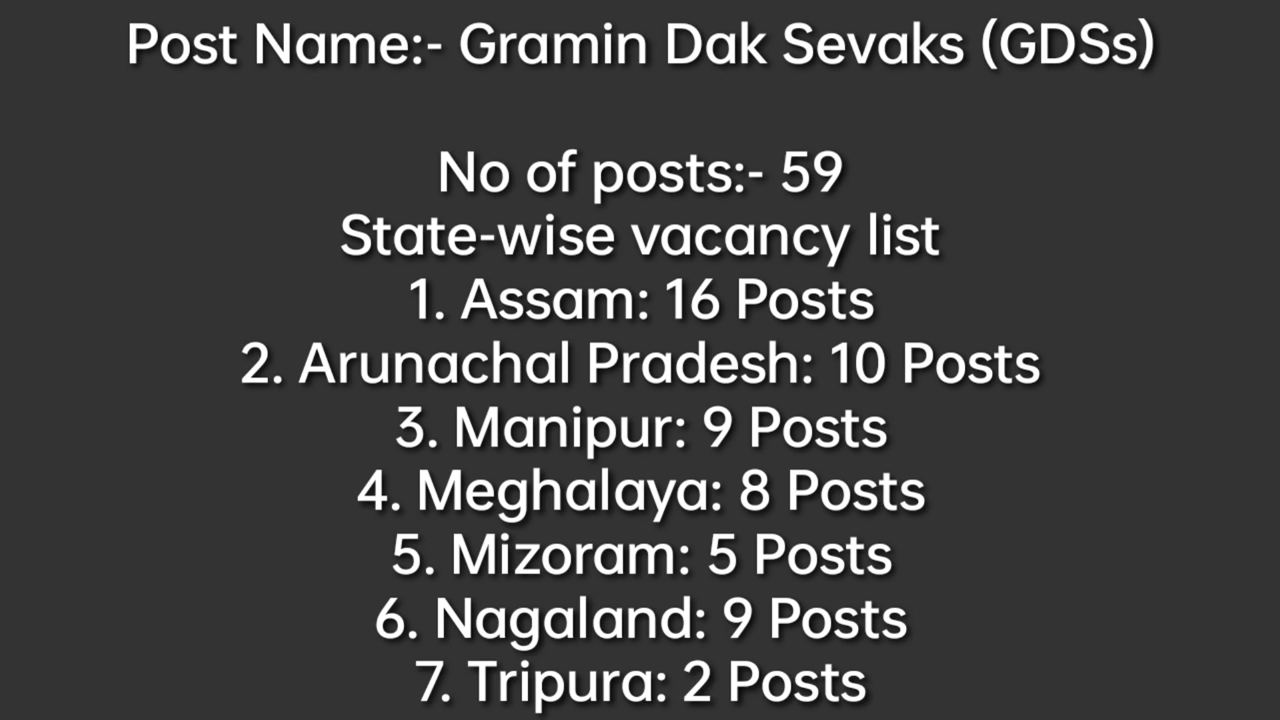 Post Name:- Gramin Dak Sevaks (GDSs)
No of posts:- 59
State-wise vacancy list
1. Assam: 16 Posts
2. Arunachal Pradesh: 10 Posts
3. Manipur: 9 Posts
4. Meghalaya: 8 Posts
5. Mizoram: 5 Posts
6. Nagaland: 9 Posts
7. Tripura: 2 Posts